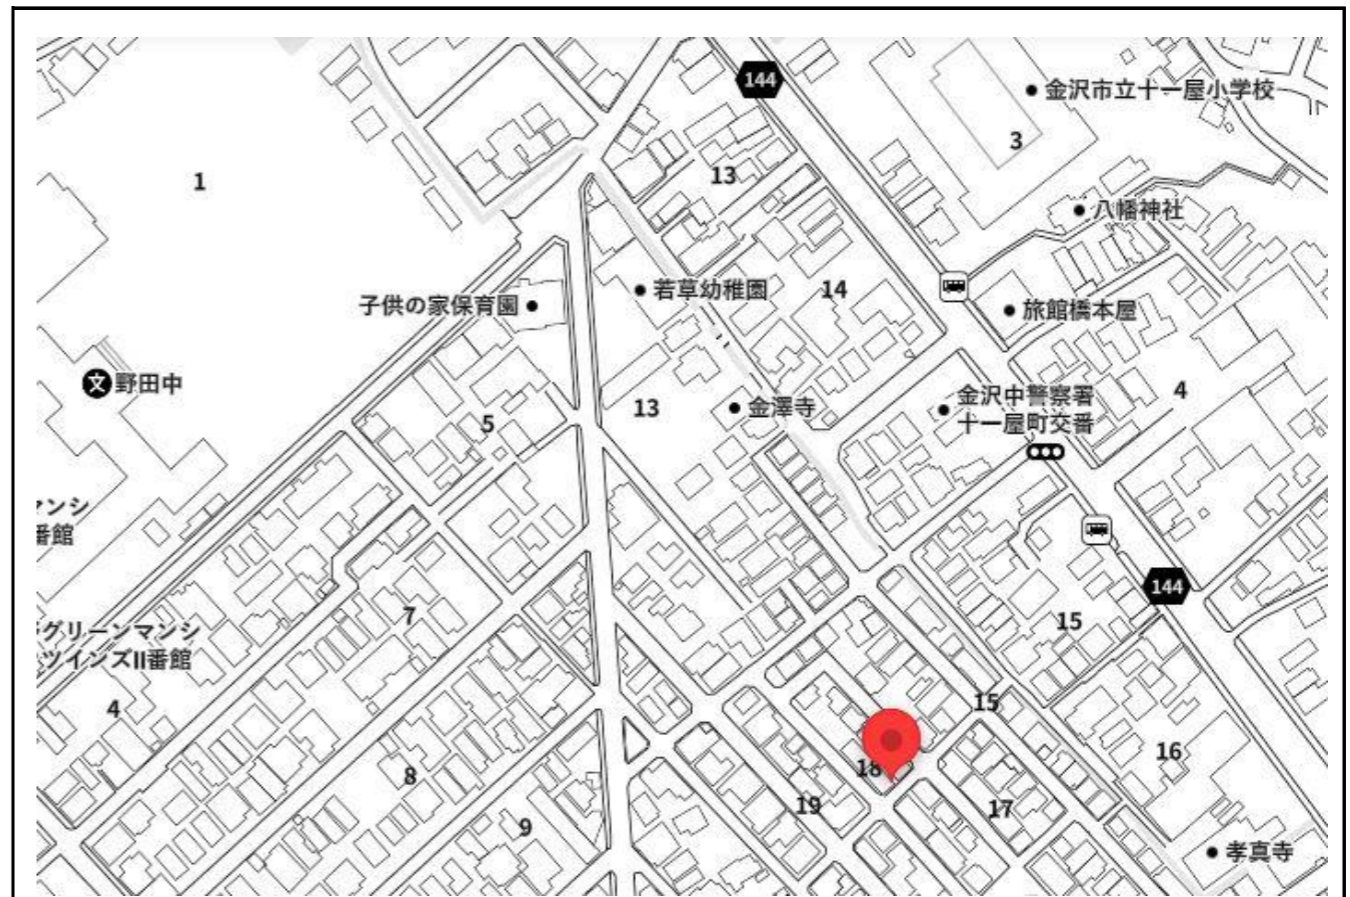 144
金沢市立十一屋小学校
3
1
13
八幡神社
若草幼稚園
14
子供の家保育園
旅館橋本屋
文 野田中
金沢中警察署
十一屋町交番
4
13
金澤寺
5
マンシ
番館
144
7
15
グリーンマンシ
ツインズII番館
4
15
16
8
18
19
17
9
孝真寺